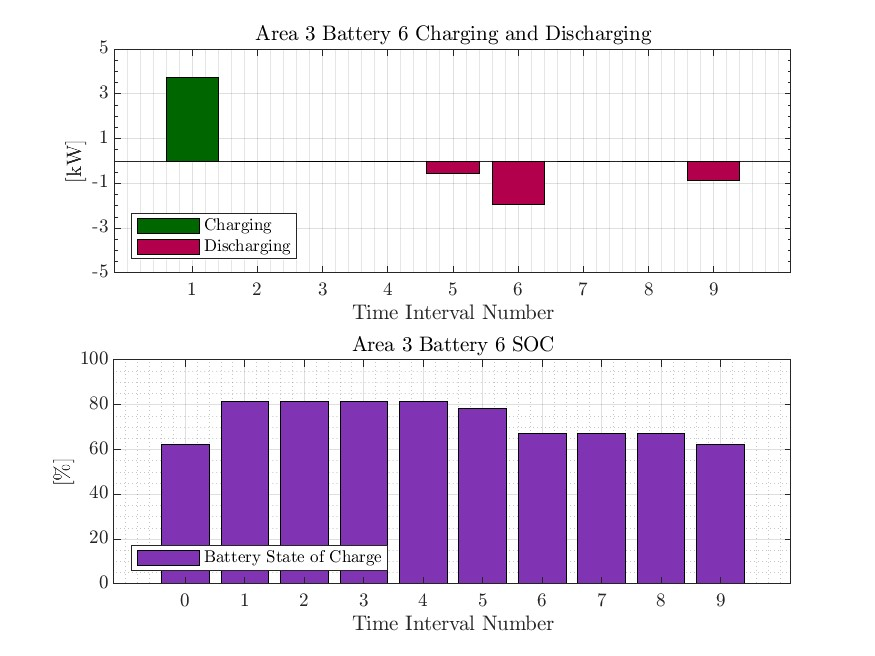 Area 3 Battery 6 Charging and Discharging
5
3
1
-1
-3
-5
[kW]
Charging
Discharging
1 2 3 4 5 6 7 8 9
Time Interval Number
Area 3 Battery 6 SOC
100
80
60
40
20
0
[%]
Battery State of Charge
0 1 2 3 4 5 6 7 8 9
Time Interval Number